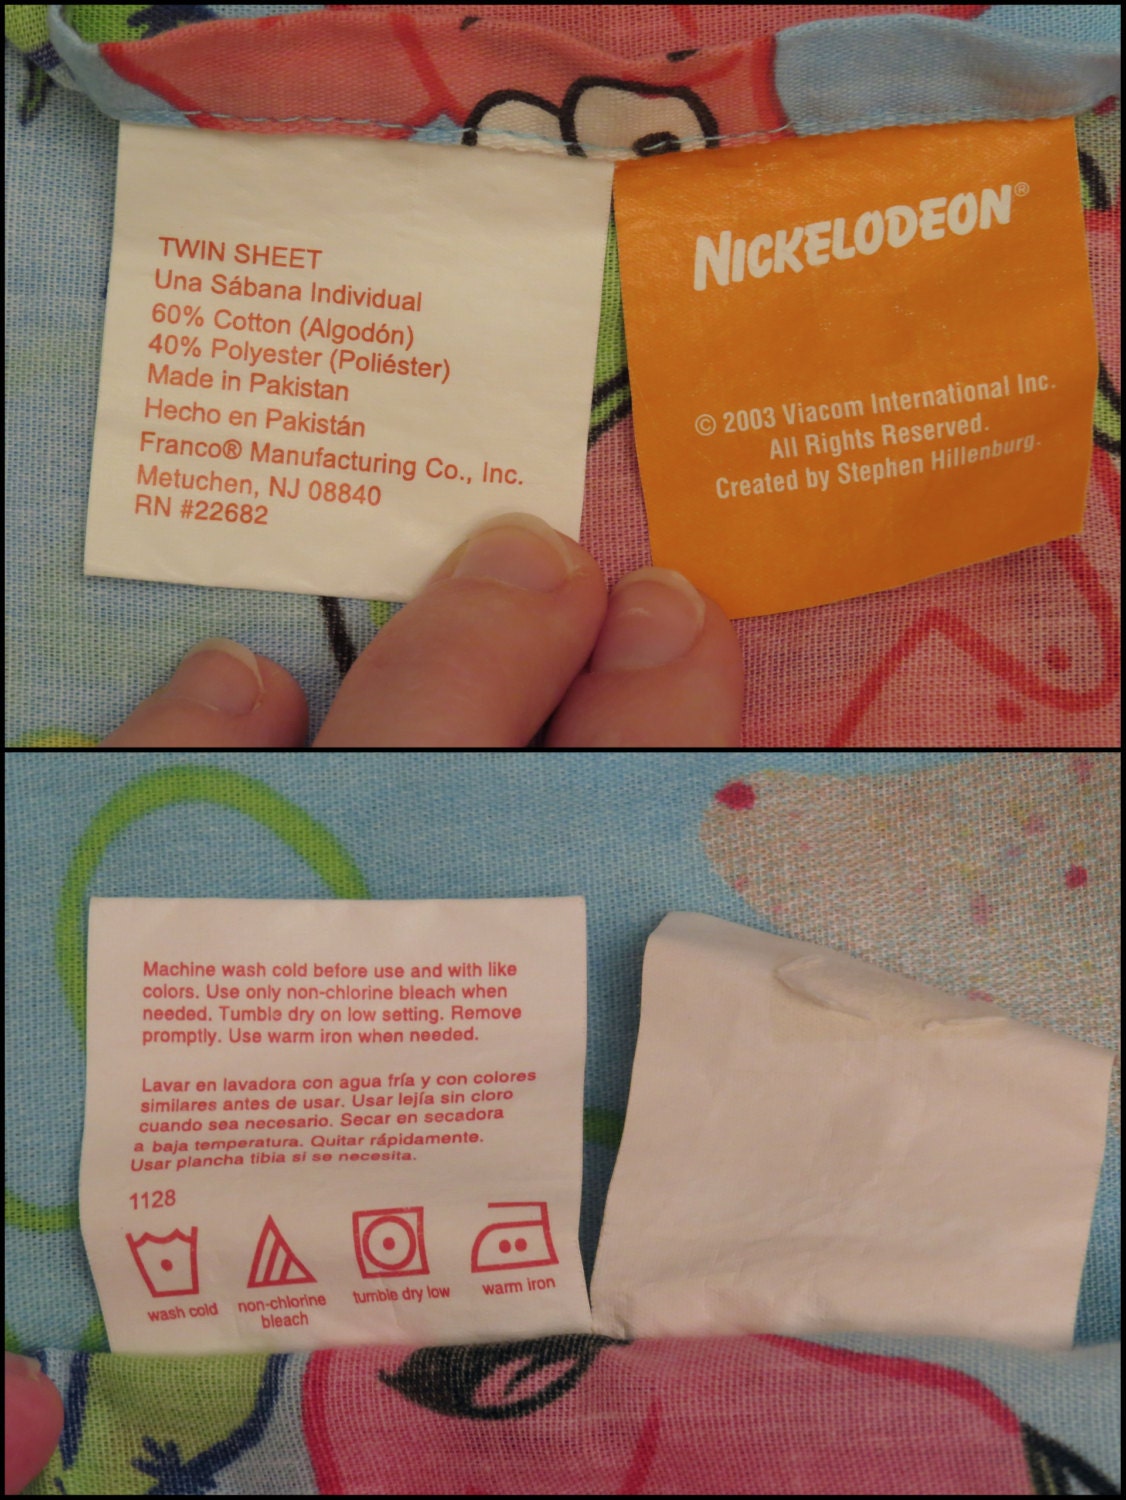 TWIN SHEET
Una Sábana Individual
60% Cotton (Algodón)
40% Polyester (Poliéster)
Made in Pakistan
Hecho en Pakistán
Franco® Manufacturing Co., Inc.
Metuchen, NJ 08840
RN #22682
NICKELODEON®
© 2003 Viacom International Inc.
All Rights Reserved.
Created by Stephen Hillenburg.
Machine wash cold before use and with like
colors. Use only non-chlorine bleach when
needed. Tumble dry on low setting. Remove
promptly. Use warm iron when needed.
Lavar en lavadora con agua fría y con colores
similares antes de usar. Usar lejía sin cloro
cuando sea necesario. Secar en secadora
a baja temperatura. Quitar rápidamente.
Usar plancha tibia si se necesita.
1128
wash cold
non-chlorine
bleach
tumble dry low
warm iron